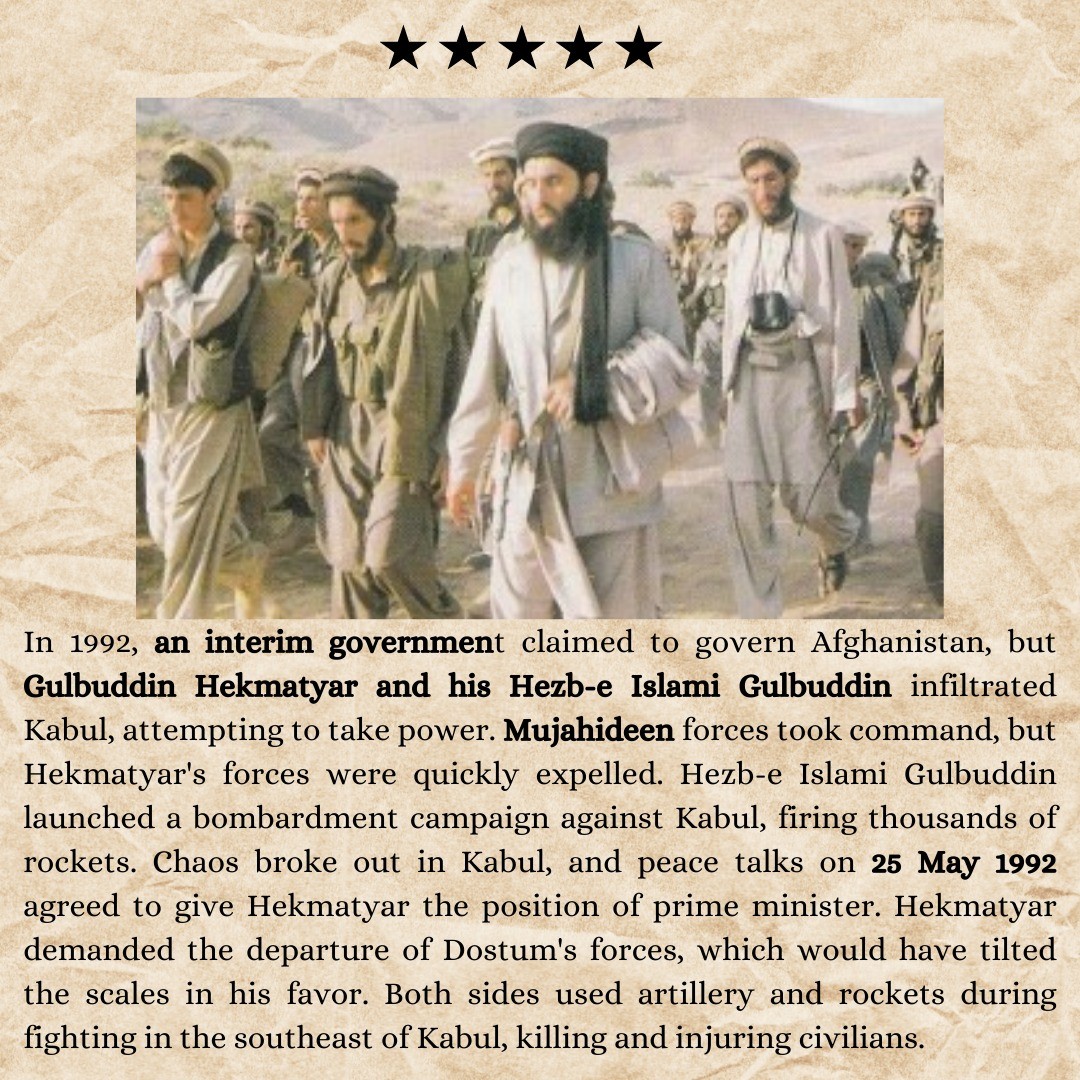 In 1992, an interim government claimed to govern Afghanistan, but
Gulbuddin Hekmatyar and his Hezb-e Islami Gulbuddin infiltrated
Kabul, attempting to take power. Mujahideen forces took command, but
Hekmatyar's forces were quickly expelled. Hezb-e Islami Gulbuddin
launched a bombardment campaign against Kabul, firing thousands of
rockets. Chaos broke out in Kabul, and peace talks on 25 May 1992
agreed to give Hekmatyar the position of prime minister. Hekmatyar
demanded the departure of Dostum's forces, which would have tilted
the scales in his favor. Both sides used artillery and rockets during
fighting in the southeast of Kabul, killing and injuring civilians.